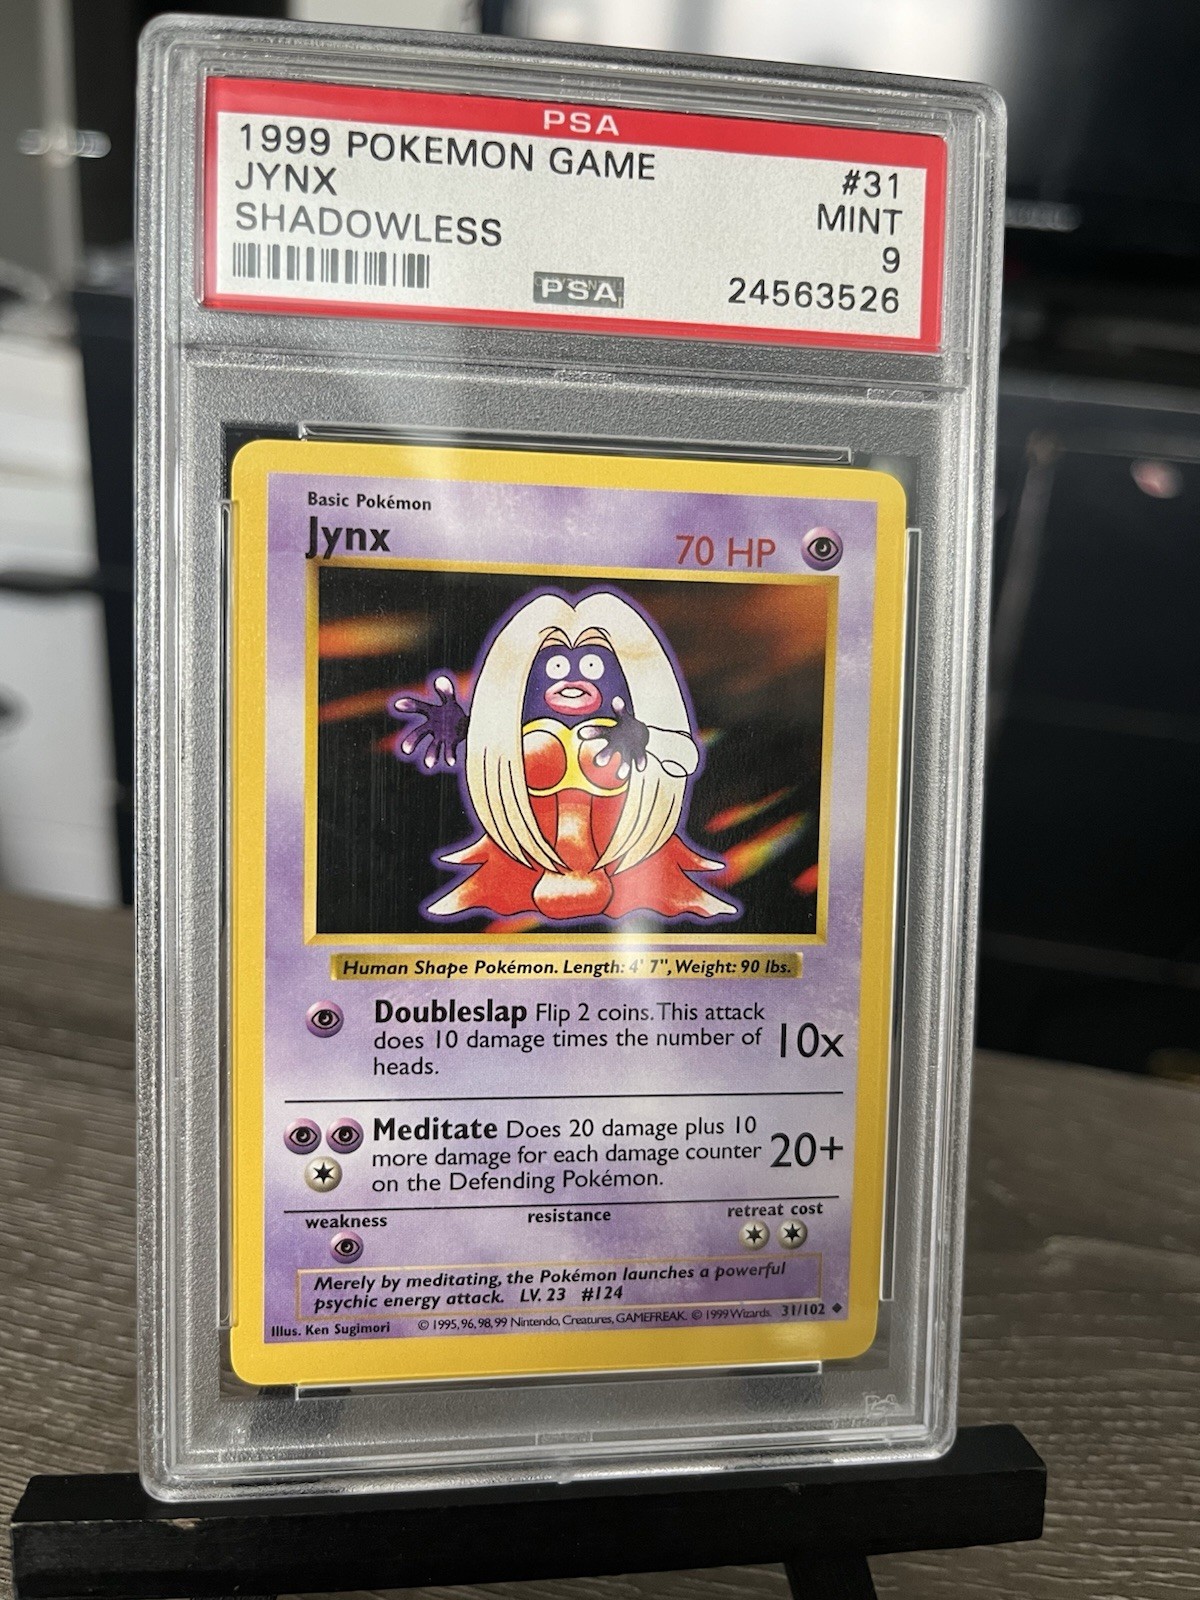 PSA
1999 POKEMON GAME #31
JYNX MINT
SHADOWLESS 9
PSA 24563526
Basic Pokémon
Jynx 70 HP
Human Shape Pokémon. Length: 4' 7", Weight: 90 lbs.
Doubleslap Flip 2 coins. This attack
does 10 damage times the number of 10x
heads.
Meditate Does 20 damage plus 10
more damage for each damage counter 20+
on the Defending Pokémon.
weakness resistance retreat cost
Merely by meditating, the Pokémon launches a powerful
psychic energy attack. LV. 23 #124
Illus. Ken Sugimori © 1995, 96, 98, 99 Nintendo, Creatures, GAMEFREAK. © 1999 Wizards. 31/102